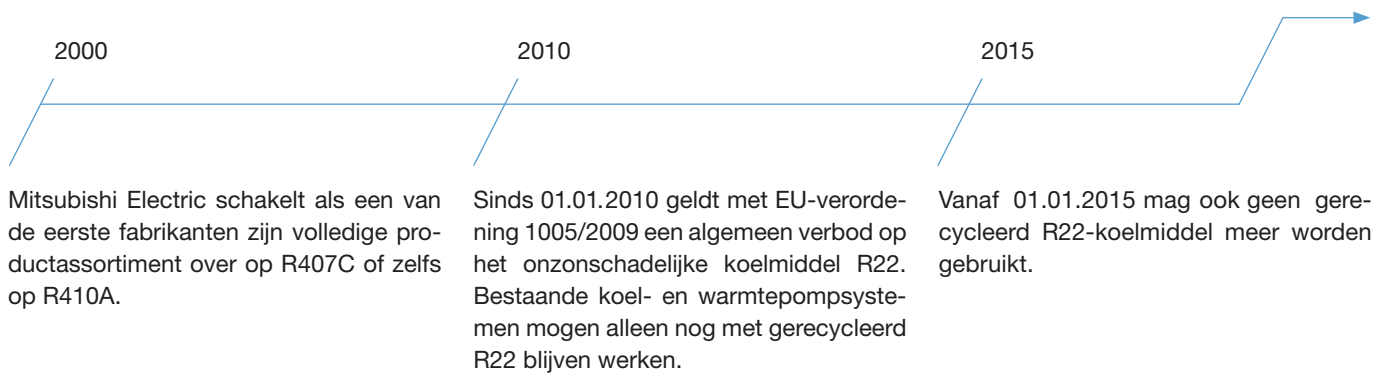 2000
Mitsubishi Electric schakelt als een van
de eerste fabrikanten zijn volledige pro-
ductassortiment over op R407C of zelfs
op R410A.
2010
Sinds 01.01.2010 geldt met EU-verorde-
ning 1005/2009 een algemeen verbod op
het onzonschadelijke koelmiddel R22.
Bestaande koel- en warmtepompsyste-
men mogen alleen nog met gerecycleerd
R22 blijven werken.
2015
Vanaf 01.01.2015 mag ook geen gere-
cycleerd R22-koelmiddel meer worden
gebruikt.